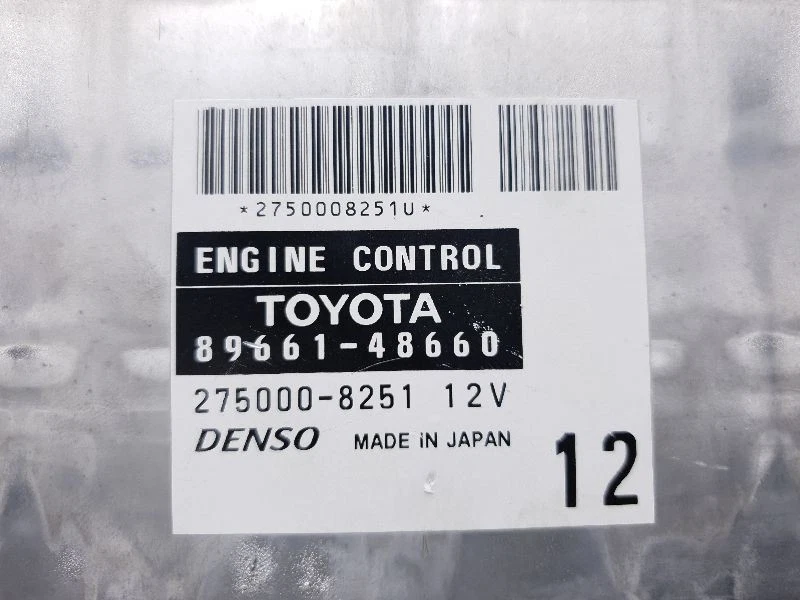 *2750008251U*
ENGINE CONTROL
TOYOTA
89661-48660
275000-8251 12V
DENSO MADE iN JAPAN
12